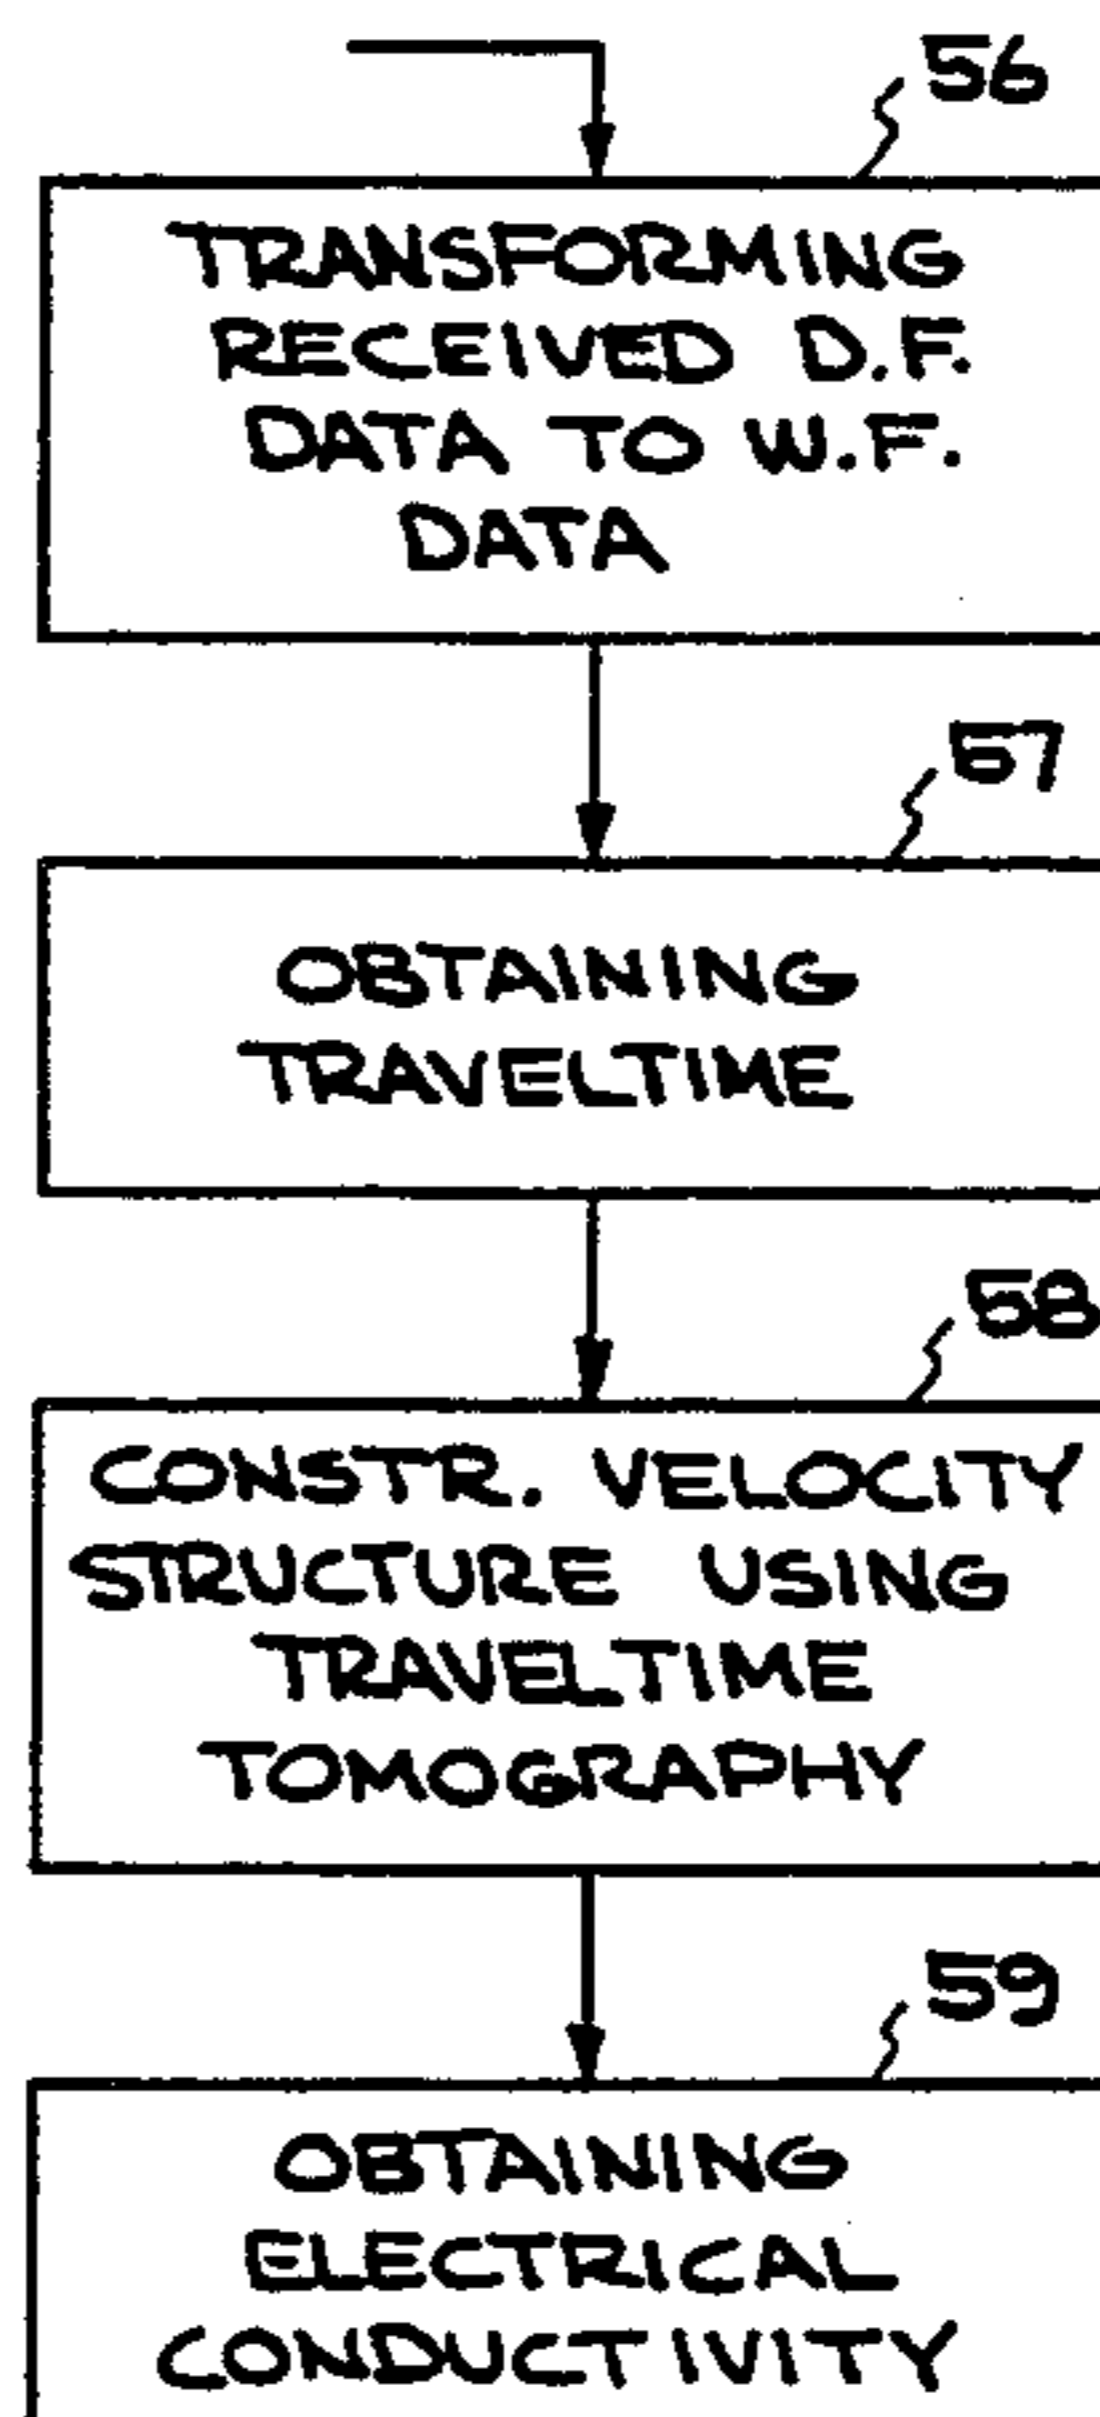 56
TRANSFORMING
RECEIVED D.F.
DATA TO W.F.
DATA
57
OBTAINING
TRAVELTIME
58
CONSTR. VELOCITY
STRUCTURE USING
TRAVELTIME
TOMOGRAPHY
59
OBTAINING
ELECTRICAL
CONDUCTIVITY